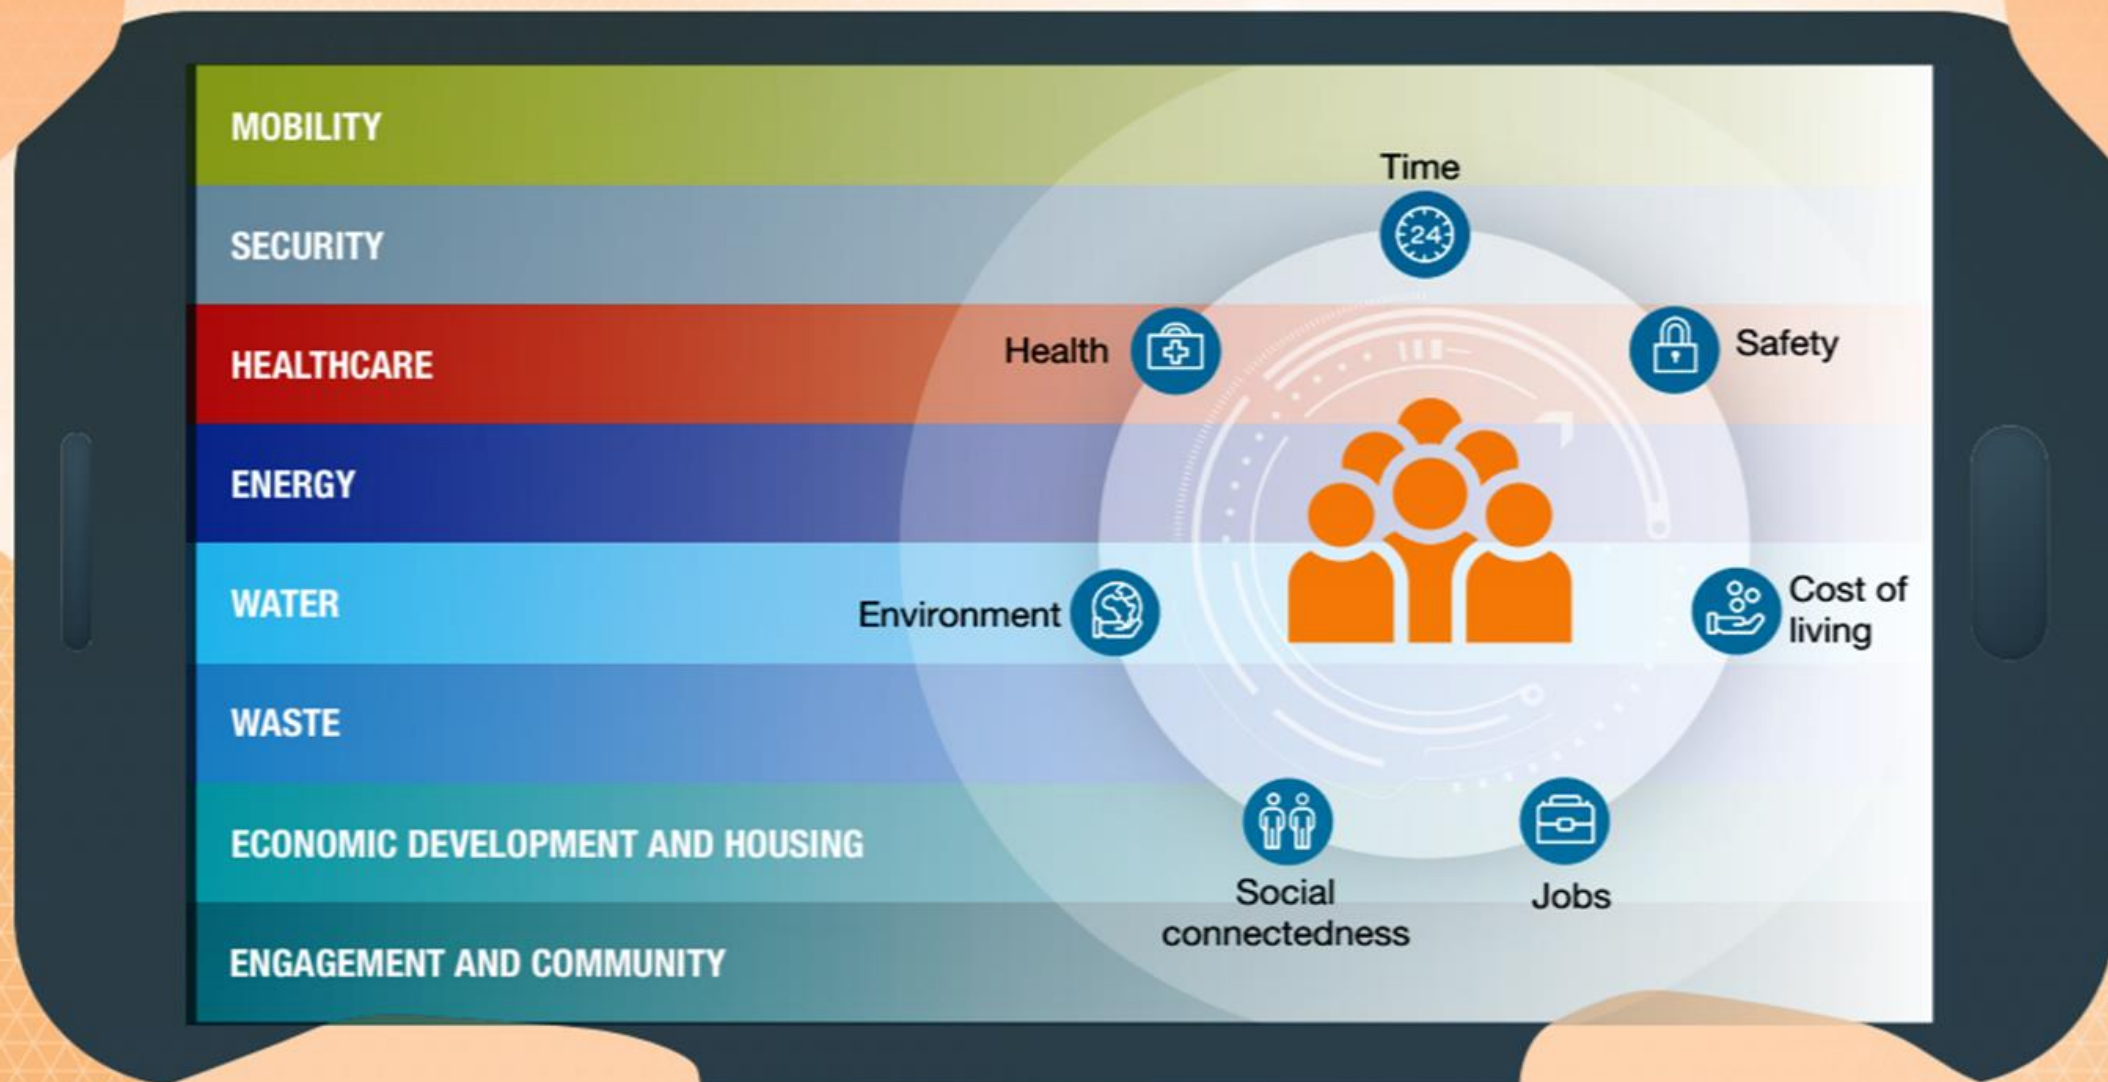 MOBILITY
SECURITY
HEALTHCARE
ENERGY
WATER
WASTE
ECONOMIC DEVELOPMENT AND HOUSING
ENGAGEMENT AND COMMUNITY
Time
24
Safety
Cost of
living
Jobs
Social
connectedness
Environment
Health